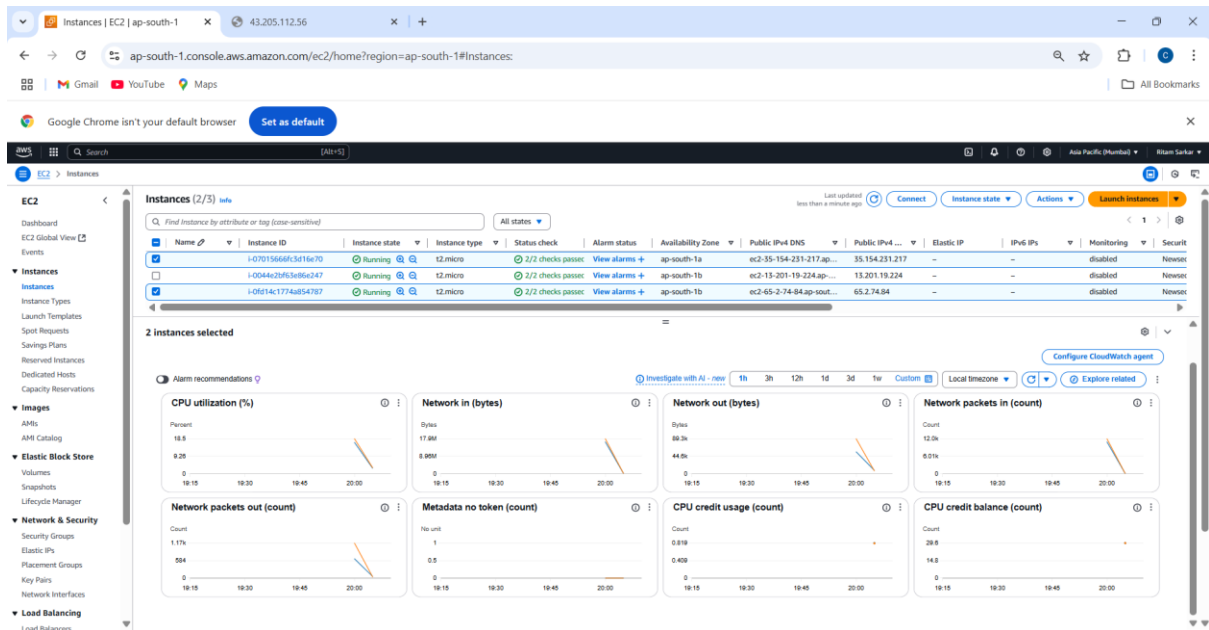 Instances | EC2 | ap-south-1
43.205.112.56
ap-south-1.console.aws.amazon.com/ec2/home?region=ap-south-1#Instances:
C
Gmail YouTube Maps
All Bookmarks
Google Chrome isn't your default browser Set as default
aws Search [Alt+S] Asia Pacific (Mumbai) Ritam Sarkar
EC2 > Instances
EC2
Dashboard
EC2 Global View
Events
Instances
Instances
Instance Types
Launch Templates
Spot Requests
Savings Plans
Reserved Instances
Dedicated Hosts
Capacity Reservations
Images
AMIs
AMI Catalog
Elastic Block Store
Volumes
Snapshots
Lifecycle Manager
Network & Security
Security Groups
Elastic IPs
Placement Groups
Key Pairs
Network Interfaces
Load Balancing
Load Balancers
Instances (2/3) Info
Last updated
less than a minute ago
Connect Instance state Actions Launch instances
Find Instance by attribute or tag (case-sensitive) All states
1
Name Instance ID Instance state Instance type Status check Alarm status Availability Zone Public IPv4 DNS Public IPv4 ... Elastic IP IPv6 IPs Monitoring Securit
i-07015666fc3d16e70 Running t2.micro 2/2 checks passec View alarms + ap-south-1a ec2-35-154-231-217.ap... 35.154.231.217 – – disabled Newsec
i-0044e2bf63e86e247 Running t2.micro 2/2 checks passec View alarms + ap-south-1b ec2-13-201-19-224.ap-... 13.201.19.224 – – disabled Newsec
i-0fd14c1774a854787 Running t2.micro 2/2 checks passec View alarms + ap-south-1b ec2-65-2-74-84.ap-sout... 65.2.74.84 – – disabled Newsec
2 instances selected
Configure CloudWatch agent
Alarm recommendations
Investigate with AI - new 1h 3h 12h 1d 3d 1w Custom Local timezone Explore related
CPU utilization (%)
Percent
18.5
9.26
0
19:15 19:30 19:45 20:00
Network in (bytes)
Bytes
17.9M
8.96M
0
19:15 19:30 19:45 20:00
Network out (bytes)
Bytes
89.3k
44.6k
0
19:15 19:30 19:45 20:00
Network packets in (count)
Count
12.0k
6.01k
0
19:15 19:30 19:45 20:00
Network packets out (count)
Count
1.17k
584
0
19:15 19:30 19:45 20:00
Metadata no token (count)
No unit
1
0.5
0
19:15 19:30 19:45 20:00
CPU credit usage (count)
Count
0.819
0.409
0
19:15 19:30 19:45 20:00
CPU credit balance (count)
Count
29.6
14.8
0
19:15 19:30 19:45 20:00